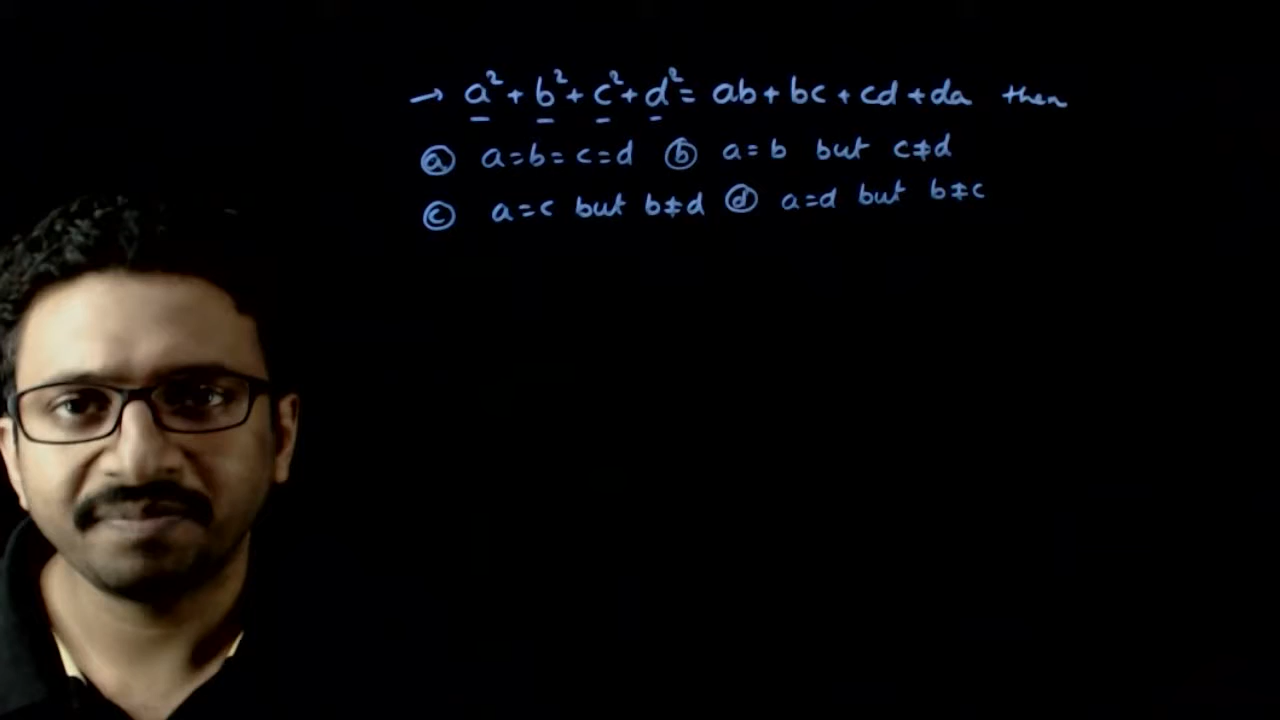 → a² + b² + c² + d² = ab + bc + cd + da then
ⓐ a = b = c = d ⓑ a = b but c ≠ d
ⓒ a = c but b ≠ d ⓓ a = d but b ≠ c